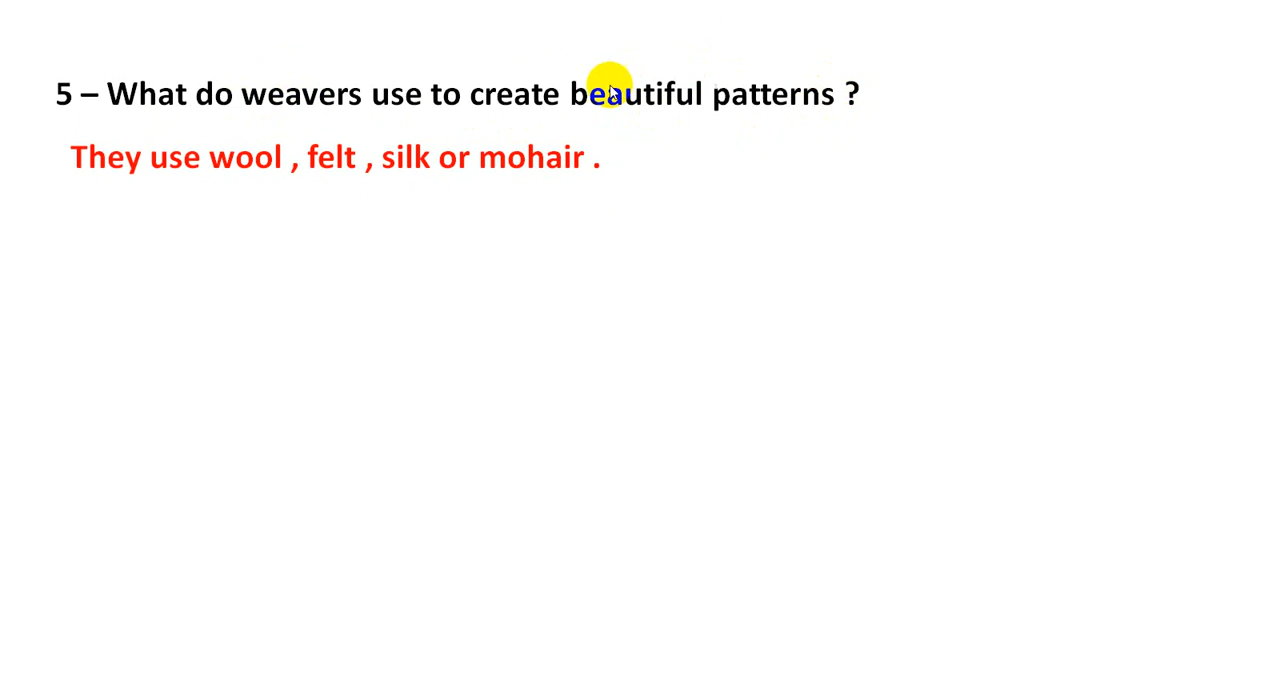 5 – What do weavers use to create beautiful patterns ?
They use wool , felt , silk or mohair .